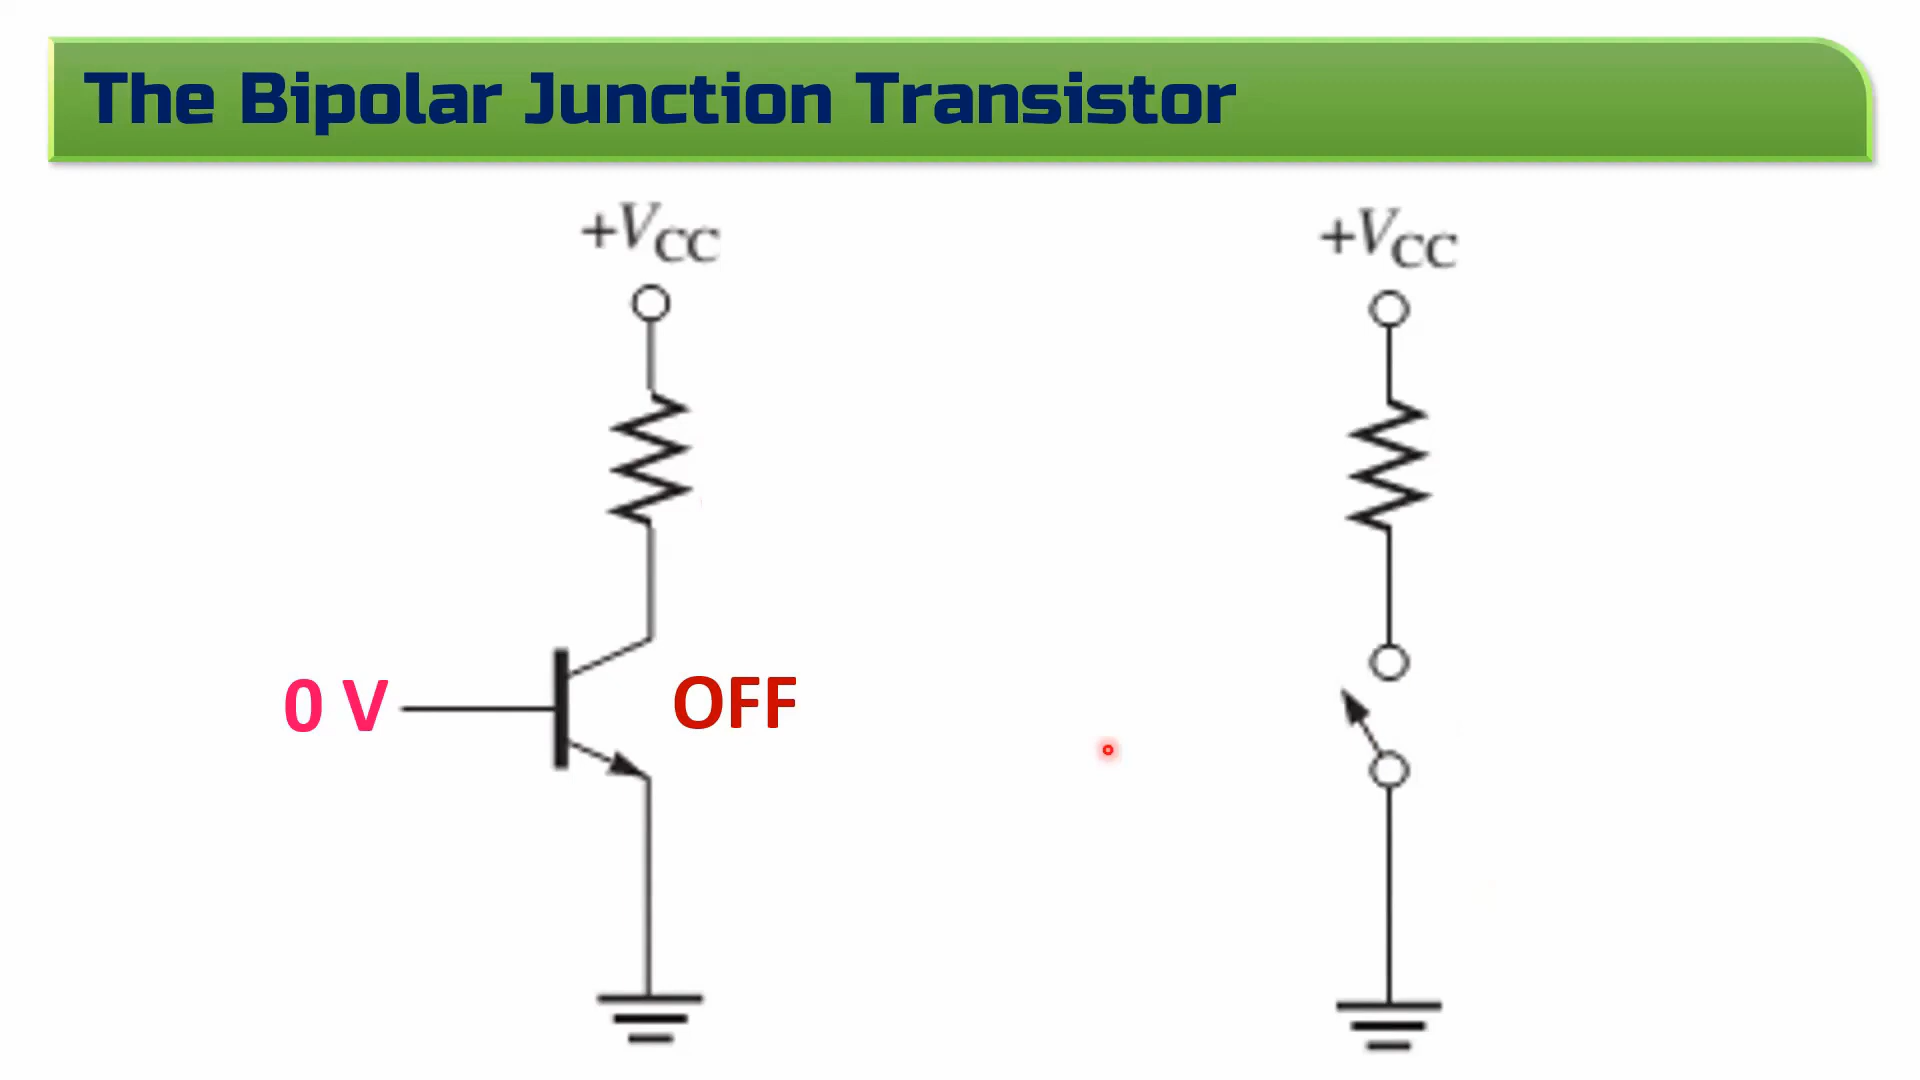 The Bipolar Junction Transistor
+VCC
+VCC
0 V
OFF